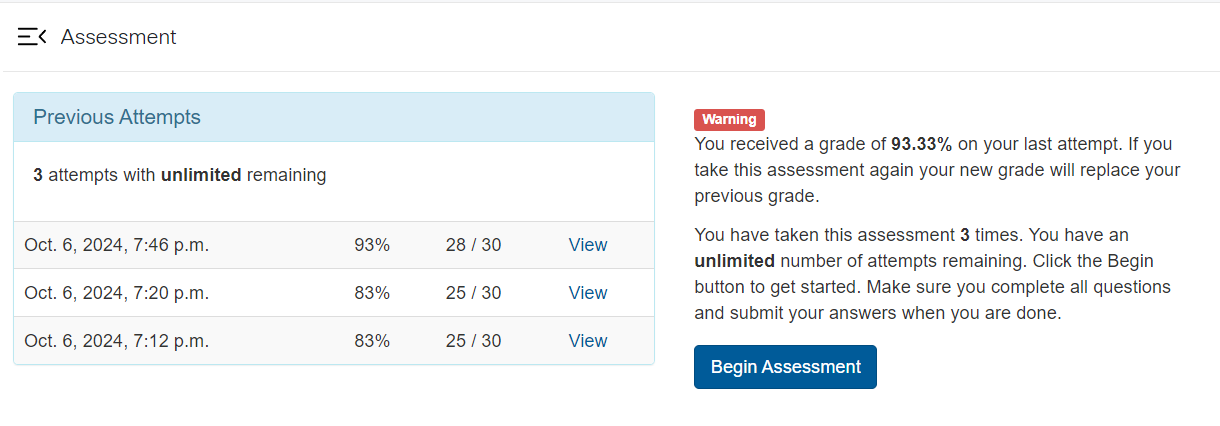 Assessment
Previous Attempts
3 attempts with unlimited remaining
Oct. 6, 2024, 7:46 p.m. 93% 28 / 30 View
Oct. 6, 2024, 7:20 p.m. 83% 25 / 30 View
Oct. 6, 2024, 7:12 p.m. 83% 25 / 30 View
Warning
You received a grade of 93.33% on your last attempt. If you
take this assessment again your new grade will replace your
previous grade.
You have taken this assessment 3 times. You have an
unlimited number of attempts remaining. Click the Begin
button to get started. Make sure you complete all questions
and submit your answers when you are done.
Begin Assessment